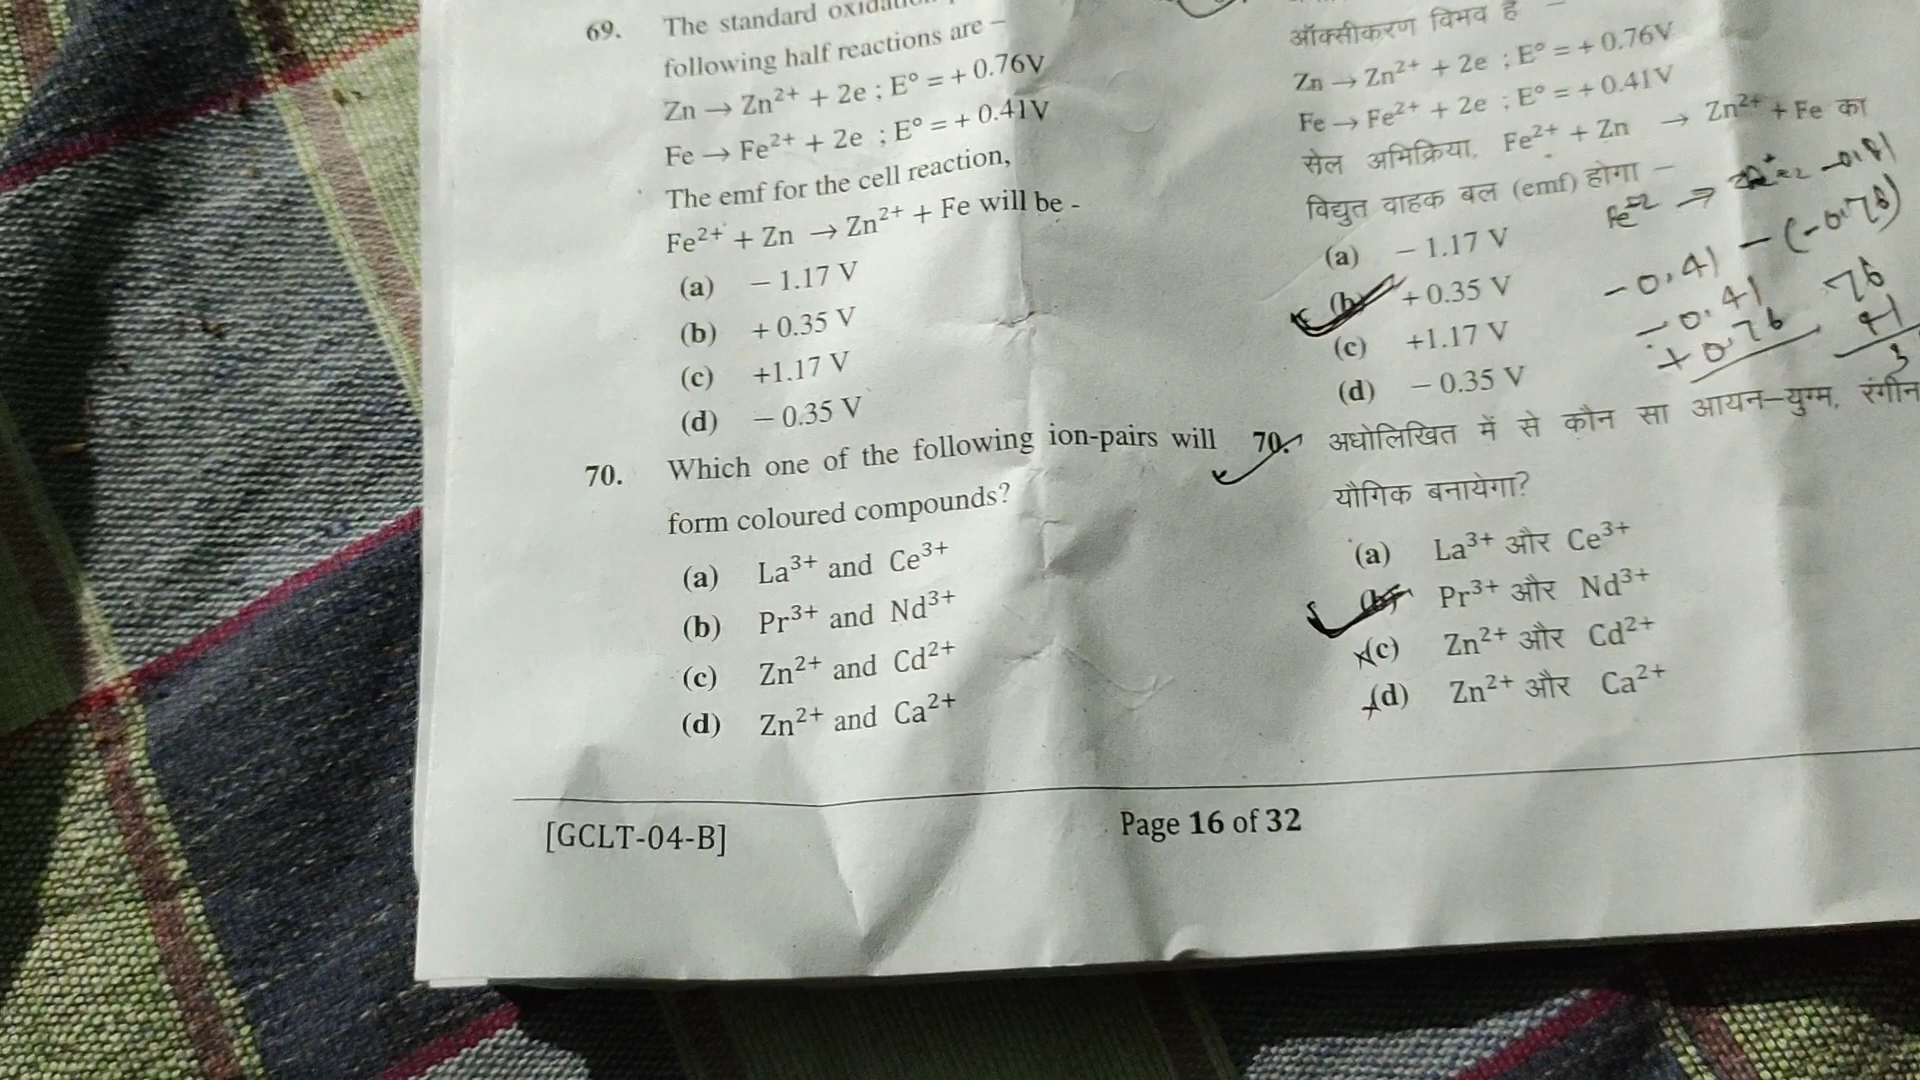 69. The standard
following half reactions are –
Zn → Zn²⁺ + 2e ; E° = + 0.76V
Fe → Fe²⁺ + 2e ; E° = + 0.41V
The emf for the cell reaction,
Fe²⁺ + Zn → Zn²⁺ + Fe will be -
(a) – 1.17 V
(b) + 0.35 V
(c) +1.17 V
(d) – 0.35 V
70. Which one of the following ion-pairs will
form coloured compounds?
(a) La³⁺ and Ce³⁺
(b) Pr³⁺ and Nd³⁺
(c) Zn²⁺ and Cd²⁺
(d) Zn²⁺ and Ca²⁺
ऑक्सीकरण विभव हैं –
Zn → Zn²⁺ + 2e ; E° = + 0.76V
Fe → Fe²⁺ + 2e ; E° = + 0.41V
सेल अभिक्रिया, Fe²⁺ + Zn → Zn²⁺ + Fe का
विद्युत वाहक बल (emf) होगा –
(a) – 1.17 V
(b) +0.35 V
(c) +1.17 V
(d) – 0.35 V
-0.41 - (-0.76)
-0.41
+0.76
76
41
3
70. अधोलिखित में से कौन सा आयन-युग्म, रंगीन
यौगिक बनायेगा?
(a) La³⁺ और Ce³⁺
(b) Pr³⁺ और Nd³⁺
(c) Zn²⁺ और Cd²⁺
(d) Zn²⁺ और Ca²⁺
[GCLT-04-B]
Page 16 of 32